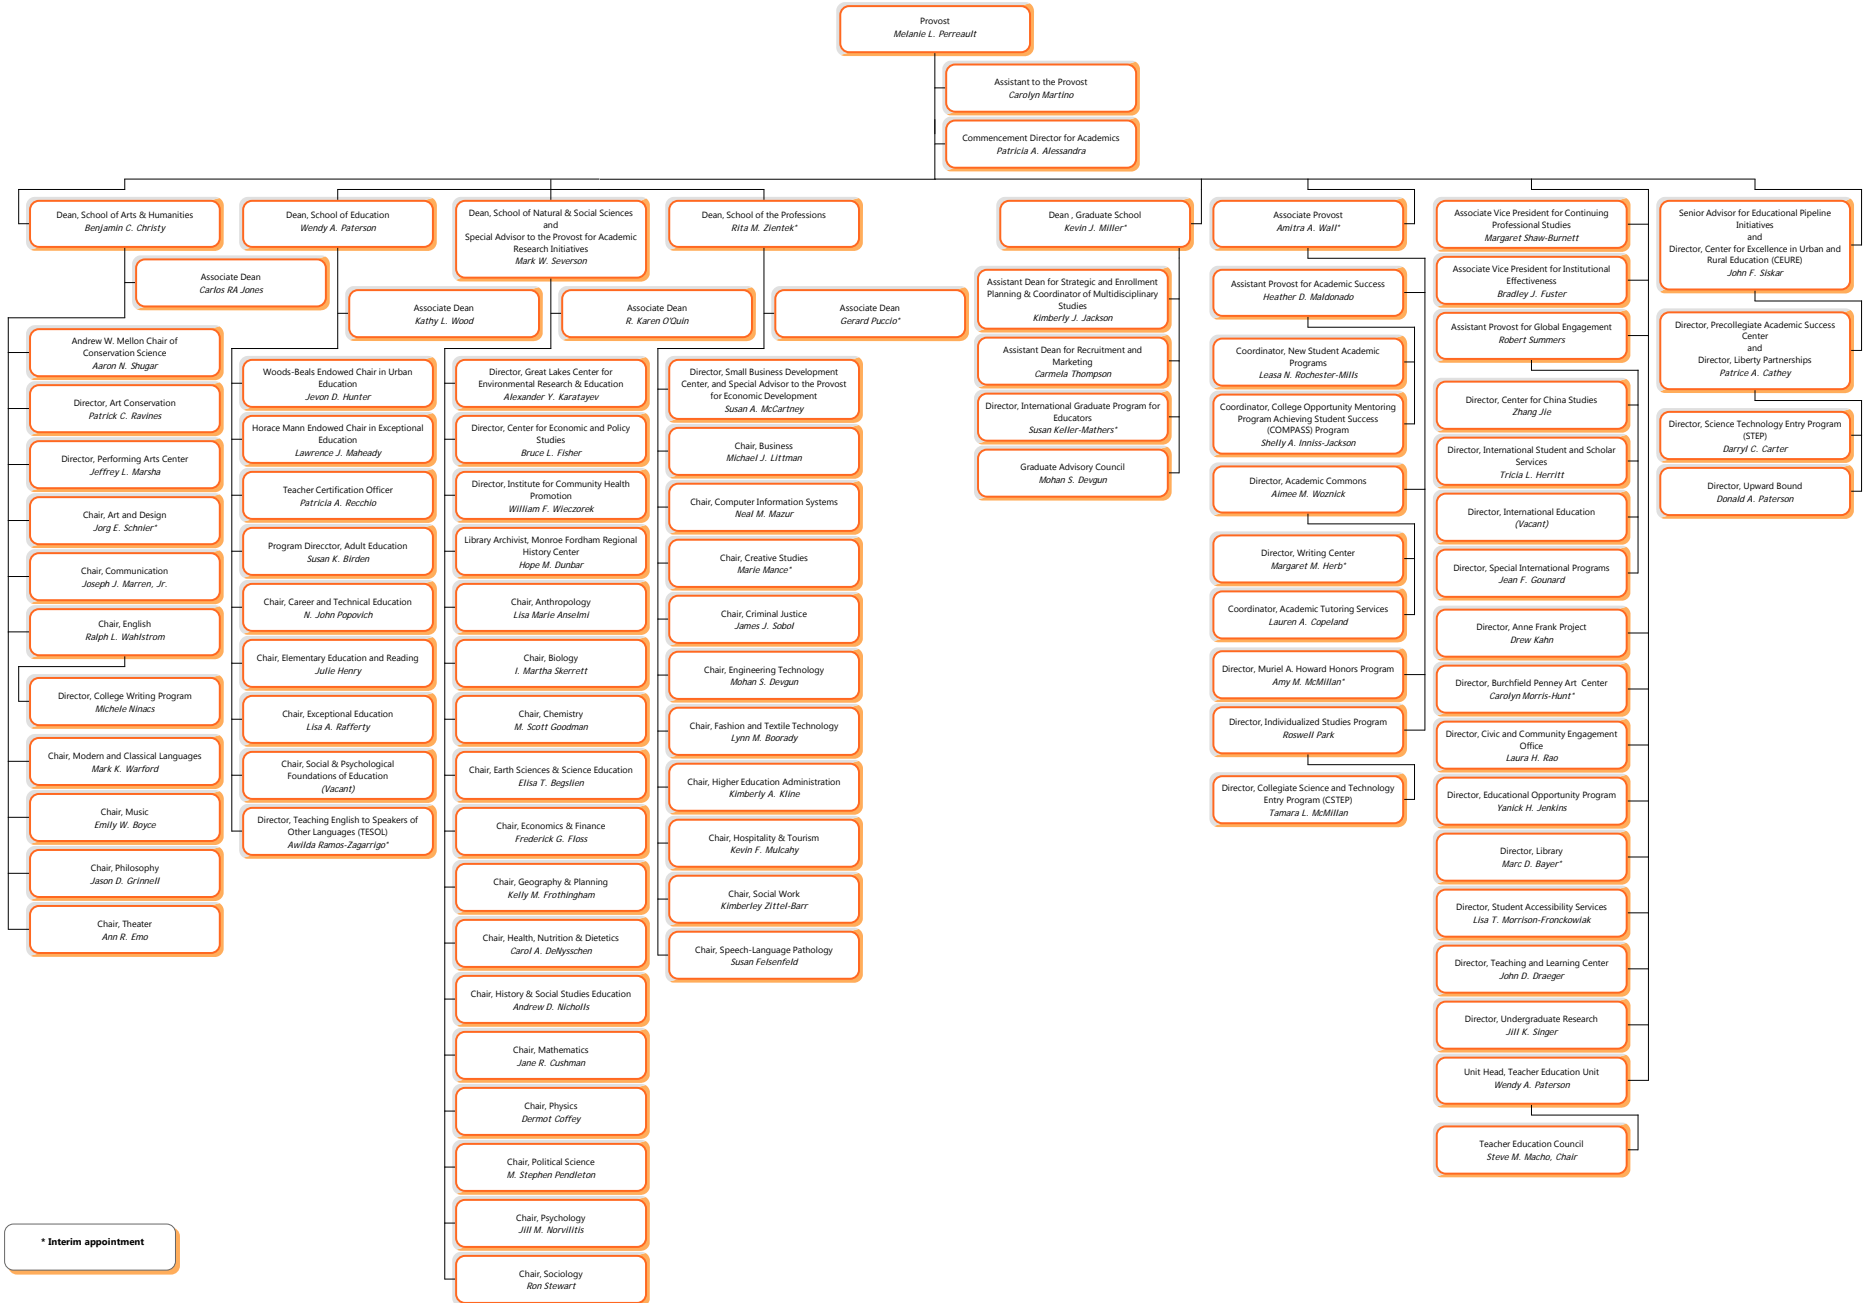 Provost
Melanie L. Perreault
Assistant to the Provost
Carolyn Martino
Commencement Director for Academics
Patricia A. Alessandra
Dean, School of Arts & Humanities
Benjamin C. Christy
Associate Dean
Carlos RA Jones
Andrew W. Mellon Chair of
Conservation Science
Aaron N. Shugar
Director, Art Conservation
Patrick C. Ravines
Director, Performing Arts Center
Jeffrey L. Marsha
Chair, Art and Design
Jorg E. Schnier*
Chair, Communication
Joseph J. Marren, Jr.
Chair, English
Ralph L. Wahlstrom
Director, College Writing Program
Michele Ninacs
Chair, Modern and Classical Languages
Mark K. Warford
Chair, Music
Emily W. Boyce
Chair, Philosophy
Jason D. Grinnell
Chair, Theater
Ann R. Emo
Dean, School of Education
Wendy A. Paterson
Associate Dean
Kathy L. Wood
Woods-Beals Endowed Chair in Urban
Education
Jevon D. Hunter
Horace Mann Endowed Chair in Exceptional
Education
Lawrence J. Maheady
Teacher Certification Officer
Patricia A. Recchio
Program Direcctor, Adult Education
Susan K. Birden
Chair, Career and Technical Education
N. John Popovich
Chair, Elementary Education and Reading
Julie Henry
Chair, Exceptional Education
Lisa A. Rafferty
Chair, Social & Psychological
Foundations of Education
(Vacant)
Director, Teaching English to Speakers of
Other Languages (TESOL)
Awilda Ramos-Zagarrigo*
Dean, School of Natural & Social Sciences
and
Special Advisor to the Provost for Academic
Research Initiatives
Mark W. Severson
Associate Dean
R. Karen O'Quin
Director, Great Lakes Center for
Environmental Research & Education
Alexander Y. Karatayev
Director, Center for Economic and Policy
Studies
Bruce L. Fisher
Director, Institute for Community Health
Promotion
William F. Wieczorek
Library Archivist, Monroe Fordham Regional
History Center
Hope M. Dunbar
Chair, Anthropology
Lisa Marie Anselmi
Chair, Biology
I. Martha Skerrett
Chair, Chemistry
M. Scott Goodman
Chair, Earth Sciences & Science Education
Elisa T. Begslien
Chair, Economics & Finance
Frederick G. Floss
Chair, Geography & Planning
Kelly M. Frothingham
Chair, Health, Nutrition & Dietetics
Carol A. DeNysschen
Chair, History & Social Studies Education
Andrew D. Nicholls
Chair, Mathematics
Jane R. Cushman
Chair, Physics
Dermot Coffey
Chair, Political Science
M. Stephen Pendleton
Chair, Psychology
Jill M. Norvilitis
Chair, Sociology
Ron Stewart
Dean, School of the Professions
Rita M. Zientek*
Associate Dean
Gerard Puccio*
Director, Small Business Development
Center, and Special Advisor to the Provost
for Economic Development
Susan A. McCartney
Chair, Business
Michael J. Littman
Chair, Computer Information Systems
Neal M. Mazur
Chair, Creative Studies
Marie Mance*
Chair, Criminal Justice
James J. Sobol
Chair, Engineering Technology
Mohan S. Devgun
Chair, Fashion and Textile Technology
Lynn M. Boorady
Chair, Higher Education Administration
Kimberly A. Kline
Chair, Hospitality & Tourism
Kevin F. Mulcahy
Chair, Social Work
Kimberley Zittel-Barr
Chair, Speech-Language Pathology
Susan Felsenfeld
Dean , Graduate School
Kevin J. Miller*
Assistant Dean for Strategic and Enrollment
Planning & Coordinator of Multidisciplinary
Studies
Kimberly J. Jackson
Assistant Dean for Recruitment and
Marketing
Carmela Thompson
Director, International Graduate Program for
Educators
Susan Keller-Mathers*
Graduate Advisory Council
Mohan S. Devgun
Associate Provost
Amitra A. Wall*
Assistant Provost for Academic Success
Heather D. Maldonado
Coordinator, New Student Academic
Programs
Leasa N. Rochester-Mills
Coordinator, College Opportunity Mentoring
Program Achieving Student Success
(COMPASS) Program
Shelly A. Inniss-Jackson
Director, Academic Commons
Aimee M. Woznick
Director, Writing Center
Margaret M. Herb*
Coordinator, Academic Tutoring Services
Lauren A. Copeland
Director, Muriel A. Howard Honors Program
Amy M. McMillan*
Director, Individualized Studies Program
Roswell Park
Director, Collegiate Science and Technology
Entry Program (CSTEP)
Tamara L. McMillan
Associate Vice President for Continuing
Professional Studies
Margaret Shaw-Burnett
Associate Vice President for Institutional
Effectiveness
Bradley J. Fuster
Assistant Provost for Global Engagement
Robert Summers
Director, Center for China Studies
Zhang Jie
Director, International Student and Scholar
Services
Tricia L. Herritt
Director, International Education
(Vacant)
Director, Special International Programs
Jean F. Gounard
Director, Anne Frank Project
Drew Kahn
Director, Burchfield Penney Art Center
Carolyn Morris-Hunt*
Director, Civic and Community Engagement
Office
Laura H. Rao
Director, Educational Opportunity Program
Yanick H. Jenkins
Director, Library
Marc D. Bayer*
Director, Student Accessibility Services
Lisa T. Morrison-Fronckowiak
Director, Teaching and Learning Center
John D. Draeger
Director, Undergraduate Research
Jill K. Singer
Unit Head, Teacher Education Unit
Wendy A. Paterson
Teacher Education Council
Steve M. Macho, Chair
Senior Advisor for Educational Pipeline
Initiatives
and
Director, Center for Excellence in Urban and
Rural Education (CEURE)
John F. Siskar
Director, Precollegiate Academic Success
Center
and
Director, Liberty Partnerships
Patrice A. Cathey
Director, Science Technology Entry Program
(STEP)
Darryl C. Carter
Director, Upward Bound
Donald A. Paterson
* Interim appointment